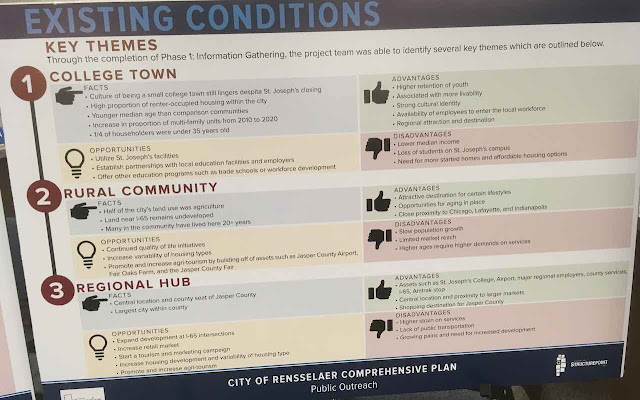 EXISTING CONDITIONS
KEY THEMES
Through the completion of Phase 1: Information Gathering, the project team was able to identify several key themes which are outlined below.
1
COLLEGE TOWN
FACTS
• Culture of being a small college town still lingers despite St. Joseph's closing
• High proportion of renter-occupied housing within the city
• Younger median age than comparison communities
• Increase in proportion of multi-family units from 2010 to 2020
• 1/4 of householders were under 35 years old
ADVANTAGES
• Higher retention of youth
• Associated with more livability
• Strong cultural identity
• Availability of employees to enter the local workforce
• Regional attraction and destination
OPPORTUNITIES
• Utilize St. Joseph's facilities
• Establish partnerships with local education facilities and employers
• Offer other education programs such as trade schools or workforce development
DISADVANTAGES
• Lower median income
• Loss of students on St. Joseph's campus
• Need for more started homes and affordable housing options
2
RURAL COMMUNITY
FACTS
• Half of the city's land use was agriculture
• Land near I-65 remains undeveloped
• Many in the community have lived here 20+ years
ADVANTAGES
• Attractive destination for certain lifestyles
• Opportunities for aging in place
• Close proximity to Chicago, Lafayette, and Indianapolis
OPPORTUNITIES
• Continued quality of life initiatives
• Increase variability of housing types
• Promote and increase agri-tourism by building off of assets such as Jasper County Airport,
Fair Oaks Farm, and the Jasper County Fair
DISADVANTAGES
• Slow population growth
• Limited market reach
• Higher ages require higher demands on services
3
REGIONAL HUB
FACTS
• Central location and county seat of Jasper County
• Largest city within county
ADVANTAGES
• Assets such as St. Joseph's College, Airport, major regional employers, county services,
I-65, Amtrak stop
• Central location and proximity to larger markets
• Shopping destination for Jasper County
OPPORTUNITIES
• Expand development at I-65 intersections
• Increase retail market
• Start a tourism and marketing campaign
• Increase housing development and variability of housing type
• Promote and increase agri-tourism
DISADVANTAGES
• Higher strain on services
• Lack of public transportation
• Growing pains and need for increased development
CITY OF RENSSELAER COMPREHENSIVE PLAN
Public Outreach
STRUCTUREPOINT